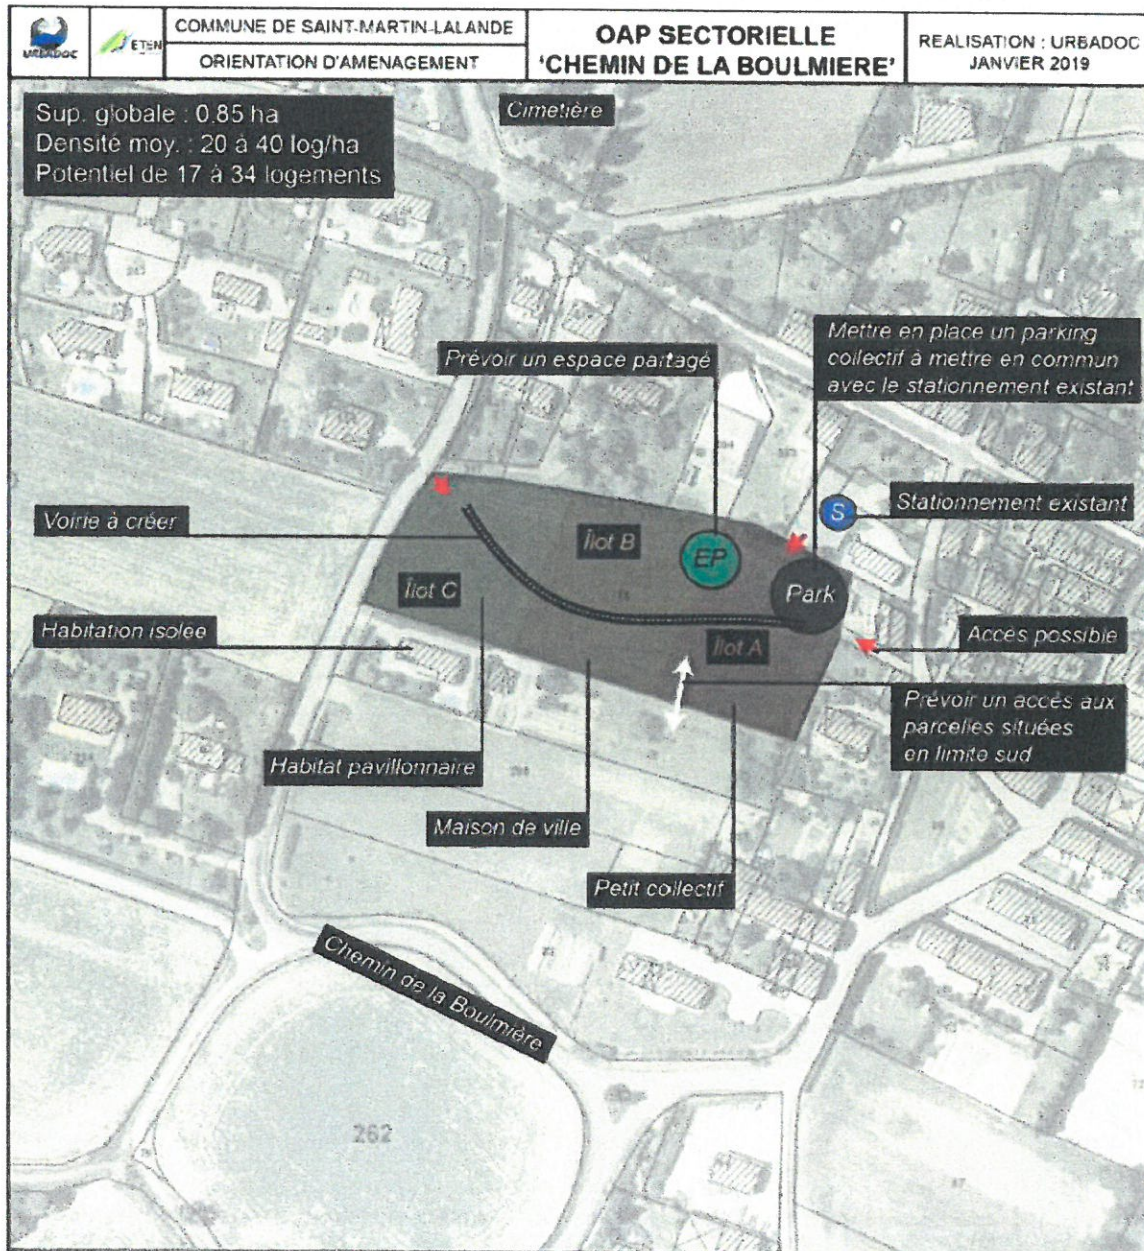 URBADOC
ETEN
COMMUNE DE SAINT-MARTIN-LALANDE
ORIENTATION D'AMENAGEMENT
OAP SECTORIELLE
'CHEMIN DE LA BOULMIERE'
REALISATION : URBADOC
JANVIER 2019
Sup. globale : 0.85 ha
Densité moy. : 20 à 40 log/ha
Potentiel de 17 à 34 logements
Cimetière
Prévoir un espace partagé
Mettre en place un parking
collectif à mettre en commun
avec le stationnement existant
Voirie à créer
Îlot B
EP
S
Stationnement existant
Îlot C
Park
Habitation isolée
Îlot A
Accès possible
Prévoir un accès aux
parcelles situées
en limite sud
Habitat pavillonnaire
Maison de ville
Petit collectif
Chemin de la Boulmière
262